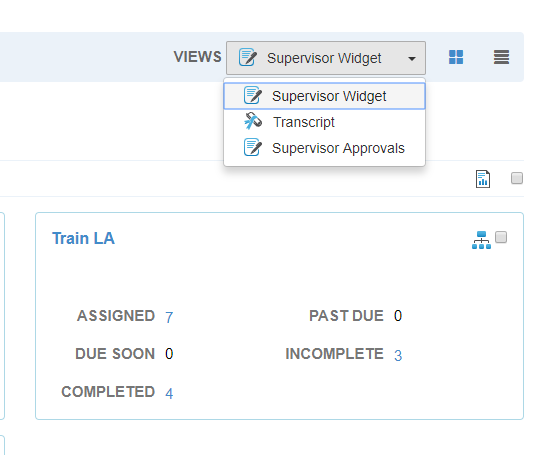 VIEWS Supervisor Widget
Supervisor Widget
Transcript
Supervisor Approvals
Train LA
ASSIGNED 7 PAST DUE 0
DUE SOON 0 INCOMPLETE 3
COMPLETED 4